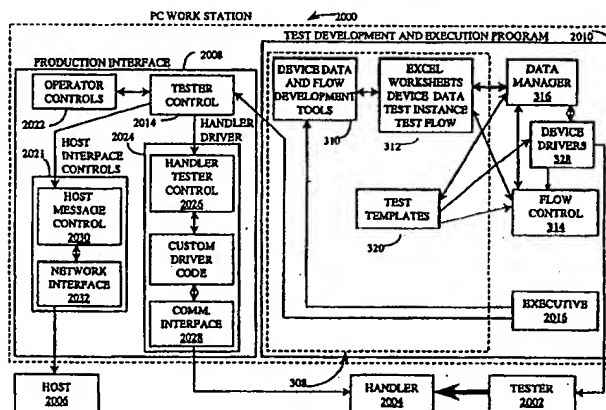 PC WORK STATION
2000
TEST DEVELOPMENT AND EXECUTION PROGRAM
2010
PRODUCTION INTERFACE
2008
OPERATOR
CONTROLS
2022
TESTER
CONTROL
2014
2024
HANDLER
DRIVER
HOST
INTERFACE
CONTROLS
2021
HANDLER
TESTER
CONTROL
2026
HOST
MESSAGE
CONTROL
2030
CUSTOM
DRIVER
CODE
NETWORK
INTERFACE
2032
COMM.
INTERFACE
2028
DEVICE DATA
AND FLOW
DEVELOPMENT
TOOLS
310
EXCEL
WORKSHEETS
DEVICE DATA
TEST INSTANCE
TEST FLOW
312
DATA
MANAGER
316
DEVICE
DRIVERS
328
TEST
TEMPLATES
320
FLOW
CONTROL
314
EXECUTIVE
2016
308
HOST
2006
HANDLER
2004
TESTER
2002